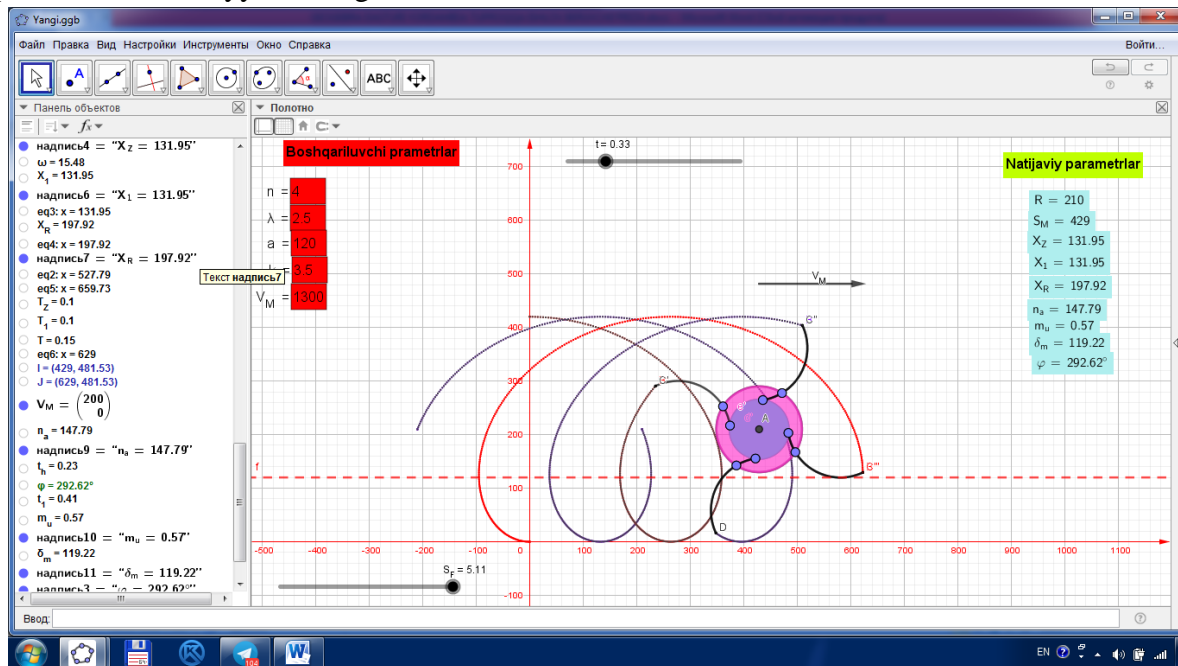 Yangi.ggb
Файл Правка Вид Настройки Инструменты Окно Справка
Войти...
ABC
Панель объектов
Полотно
надпись4 = “X_Z = 131.95”
ω = 15.48
X_1 = 131.95
надпись6 = “X_1 = 131.95”
eq3: x = 131.95
X_R = 197.92
eq4: x = 197.92
надпись7 = “X_R = 197.92”
eq2: x = 527.79
eq5: x = 659.73
T_Z = 0.1
T_1 = 0.1
T = 0.15
eq6: x = 629
I = (429, 481.53)
J = (629, 481.53)
V_M = (200 0)
n_a = 147.79
надпись9 = “n_a = 147.79”
t_h = 0.23
φ = 292.62°
t_1 = 0.41
m_u = 0.57
надпись10 = “m_u = 0.57”
δ_m = 119.22
надпись11 = “δ_m = 119.22”
надпись3 = “φ = 292.62°”
Текст надпись7
Boshqariluvchi prametrlar
n = 4
λ = 2.5
a = 120
= 3.5
V_M = 1300
t = 0.33
Natijaviy parametrlar
R = 210
S_M = 429
X_Z = 131.95
X_1 = 131.95
X_R = 197.92
n_a = 147.79
m_u = 0.57
δ_m = 119.22
φ = 292.62°
V_M
700
600
500
400
300
200
100
-100
f
A
D
-500 -400 -300 -200 -100 0 100 200 300 400 500 600 700 800 900 1000 1100
S_F = 5.11
Ввод:
104
EN